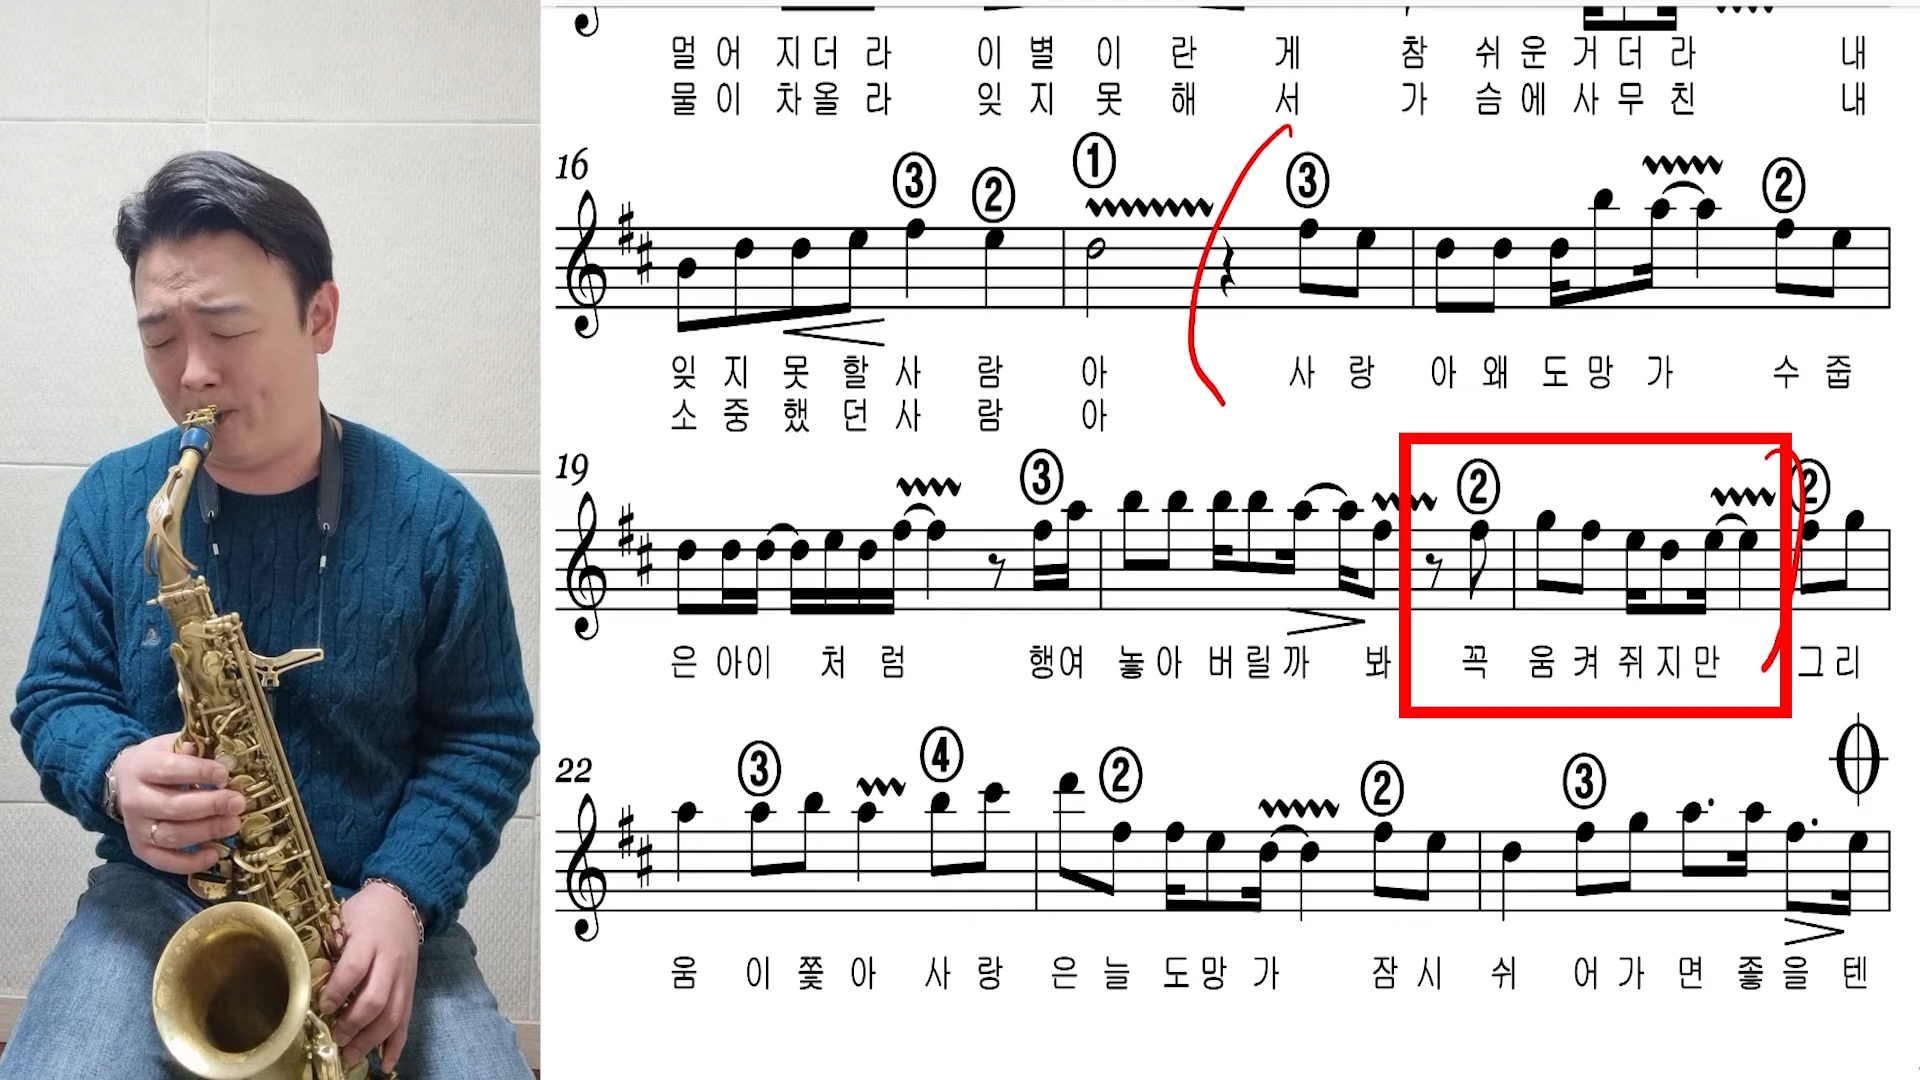 멀 어 지 더 라 이 별 이 란 게 참 쉬 운 거 더 라 내
물 이 차 올 라 잊 지 못 해 서 가 슴 에 사 무 친 내
16 ③ ② ① ③ ②
잊 지 못 할 사 람 아 사 랑 아 왜 도 망 가 수 줍
소 중 했 던 사 람 아
19 ③ ② ②
은 아 이 처 럼 행 여 놓 아 버 릴 까 봐 꼭 움 켜 쥐 지 만 그 리
22 ③ ④ ② ② ③
움 이 쫓 아 사 랑 은 늘 도 망 가 잠 시 쉬 어 가 면 좋 을 텐